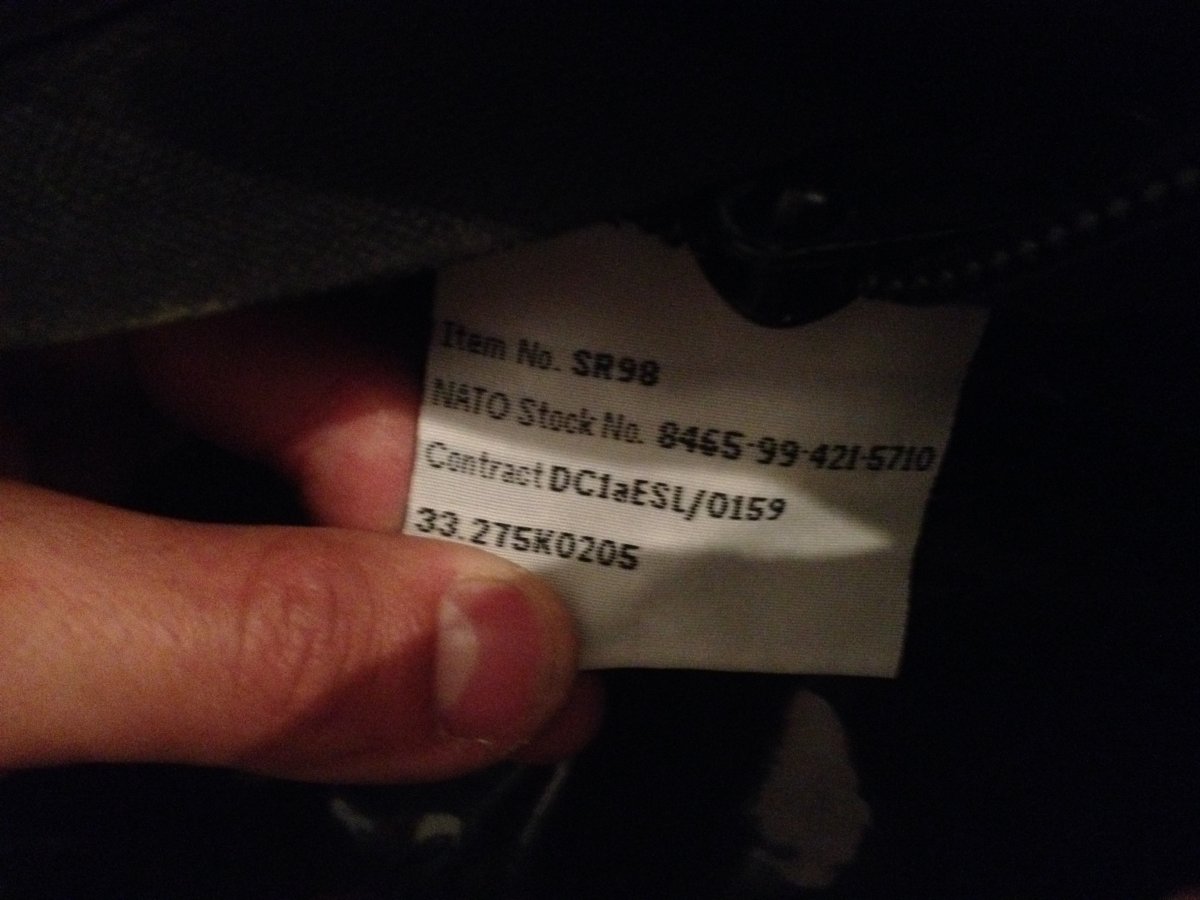 Item No. SR98
NATO Stock No. 8465-99-421-5710
Contract DC1aESL/0159
33.275K0205